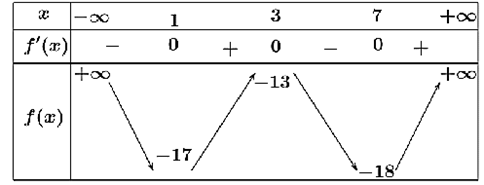 x −∞ 1 3 7 +∞
f′(x) − 0 + 0 − 0 +
+∞ −13 +∞
f(x)
−17 −18